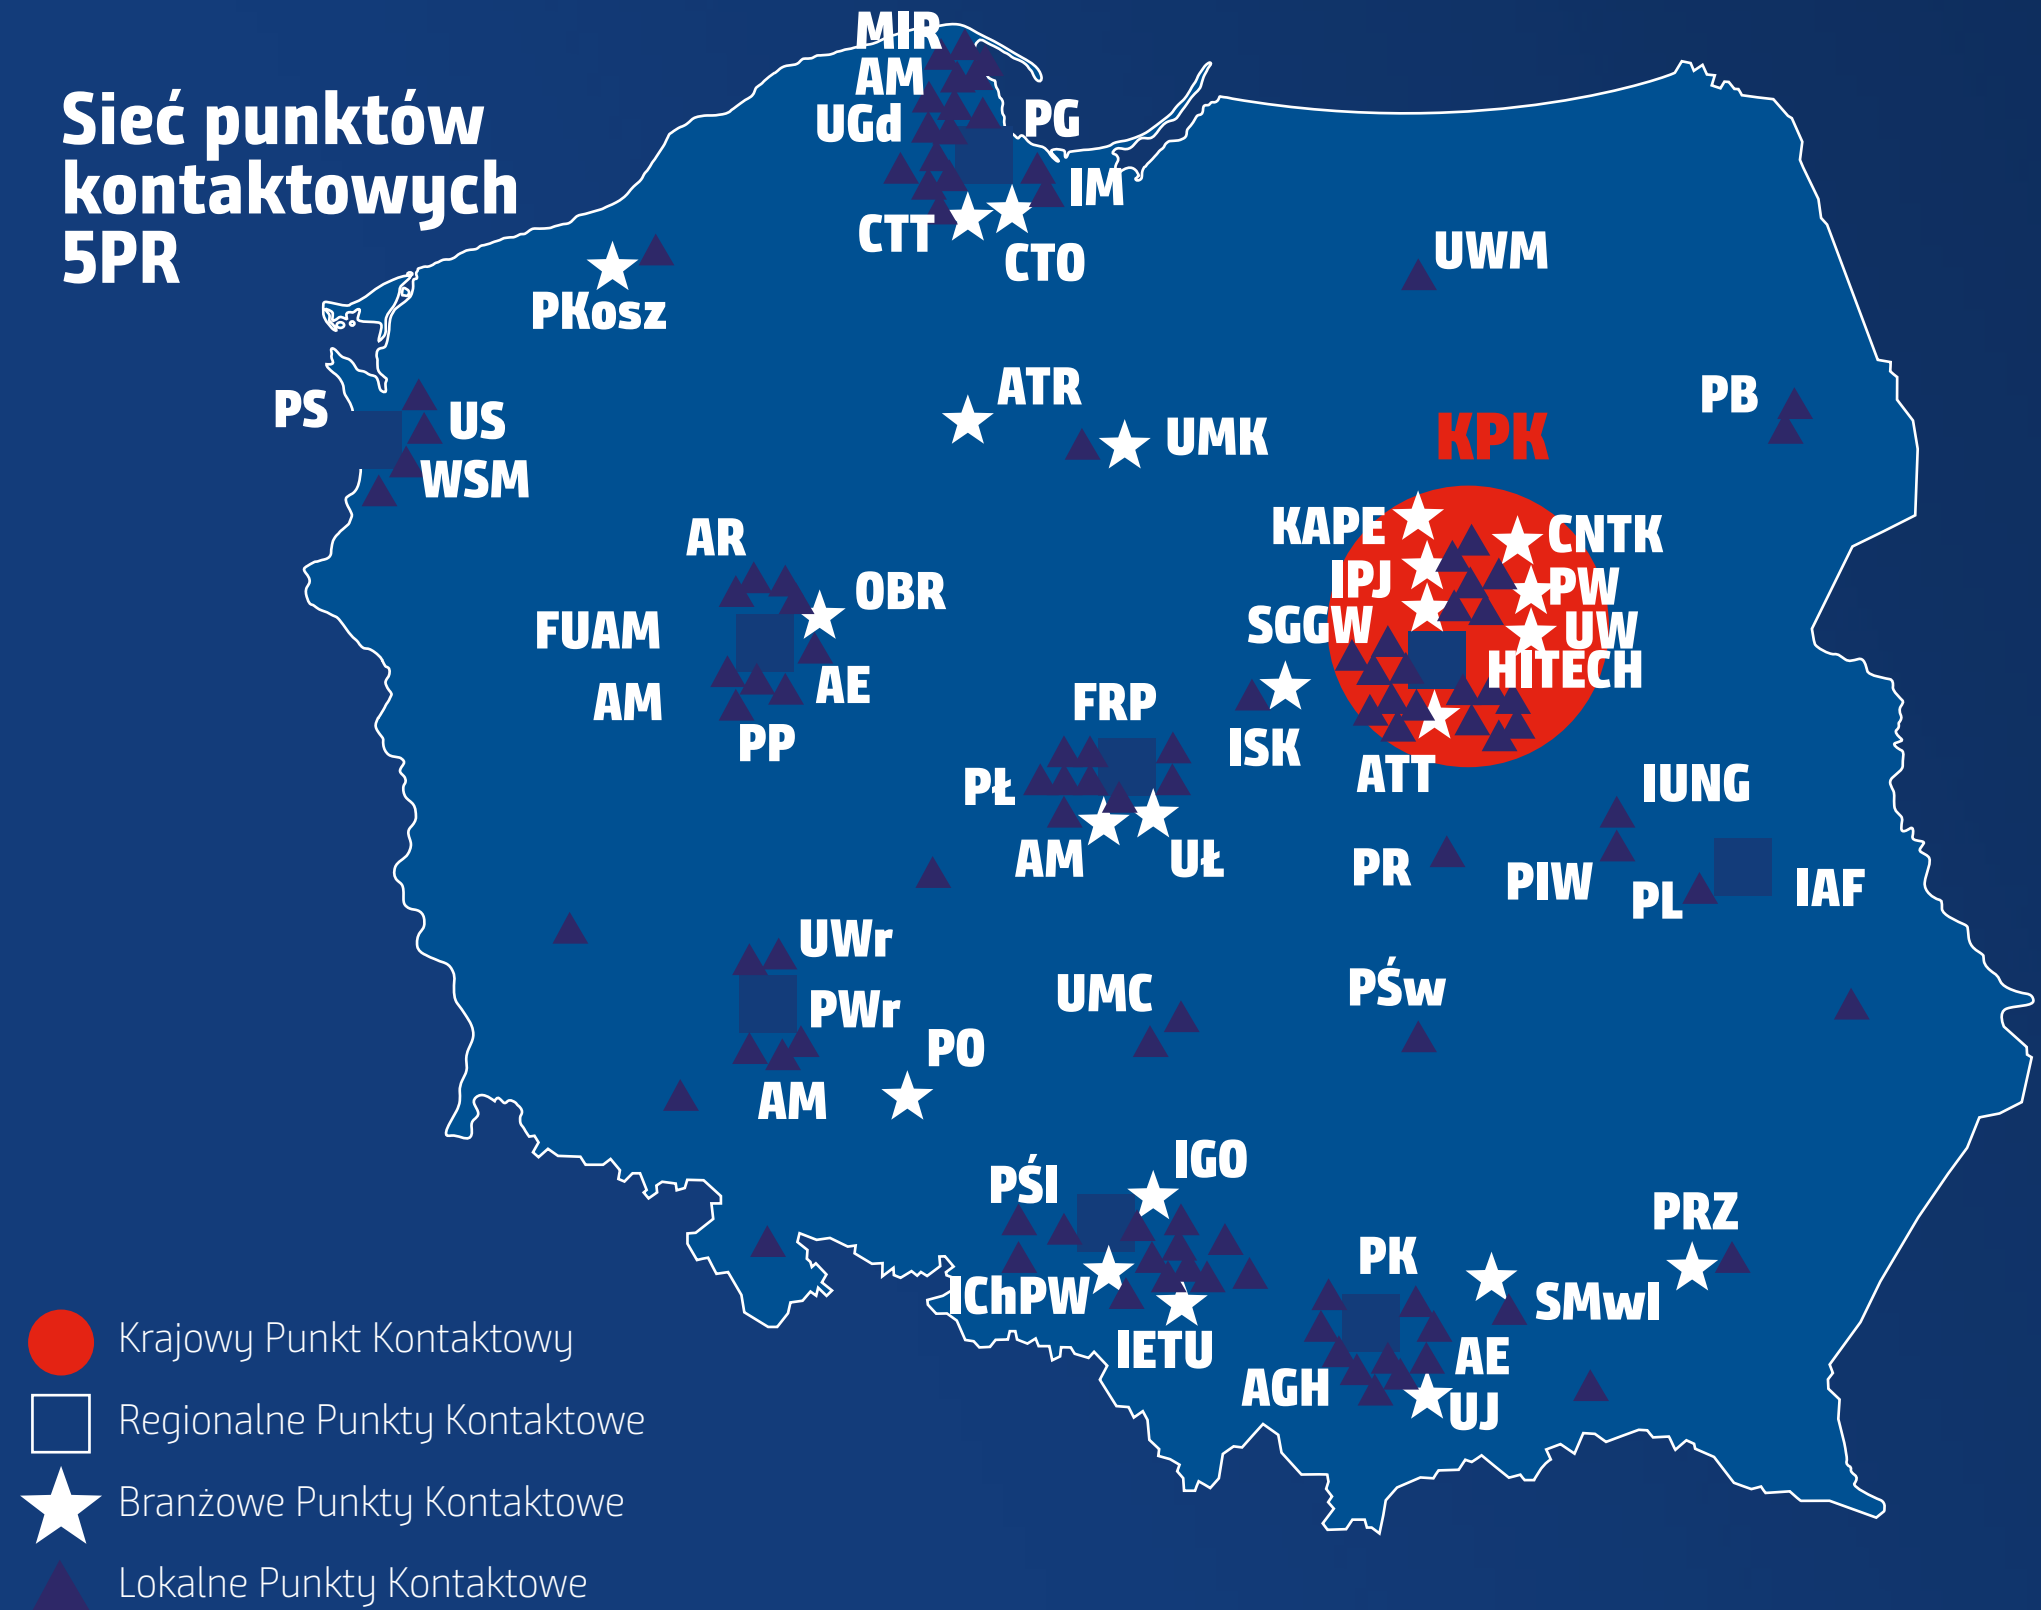 Sieć punktów
kontaktowych
5PR
MIR
AM
UGd
PG
IM
CTT
CTO
PKosz
UWM
PS
US
WSM
ATR
UMK
PB
KPK
AR
OBR
FUAM
AM
AE
PP
KAPE
CNTK
IPJ
PW
SGGW
UW
HITECH
ISK
ATT
FRP
PŁ
AM
UŁ
IUNG
PR
PIW
PL
IAF
UWr
PWr
AM
PO
UMC
PŚw
IGO
PŚl
IChPW
IETU
PK
SMwl
PRZ
AGH
AE
UJ
Krajowy Punkt Kontaktowy
Regionalne Punkty Kontaktowe
Branżowe Punkty Kontaktowe
Lokalne Punkty Kontaktowe